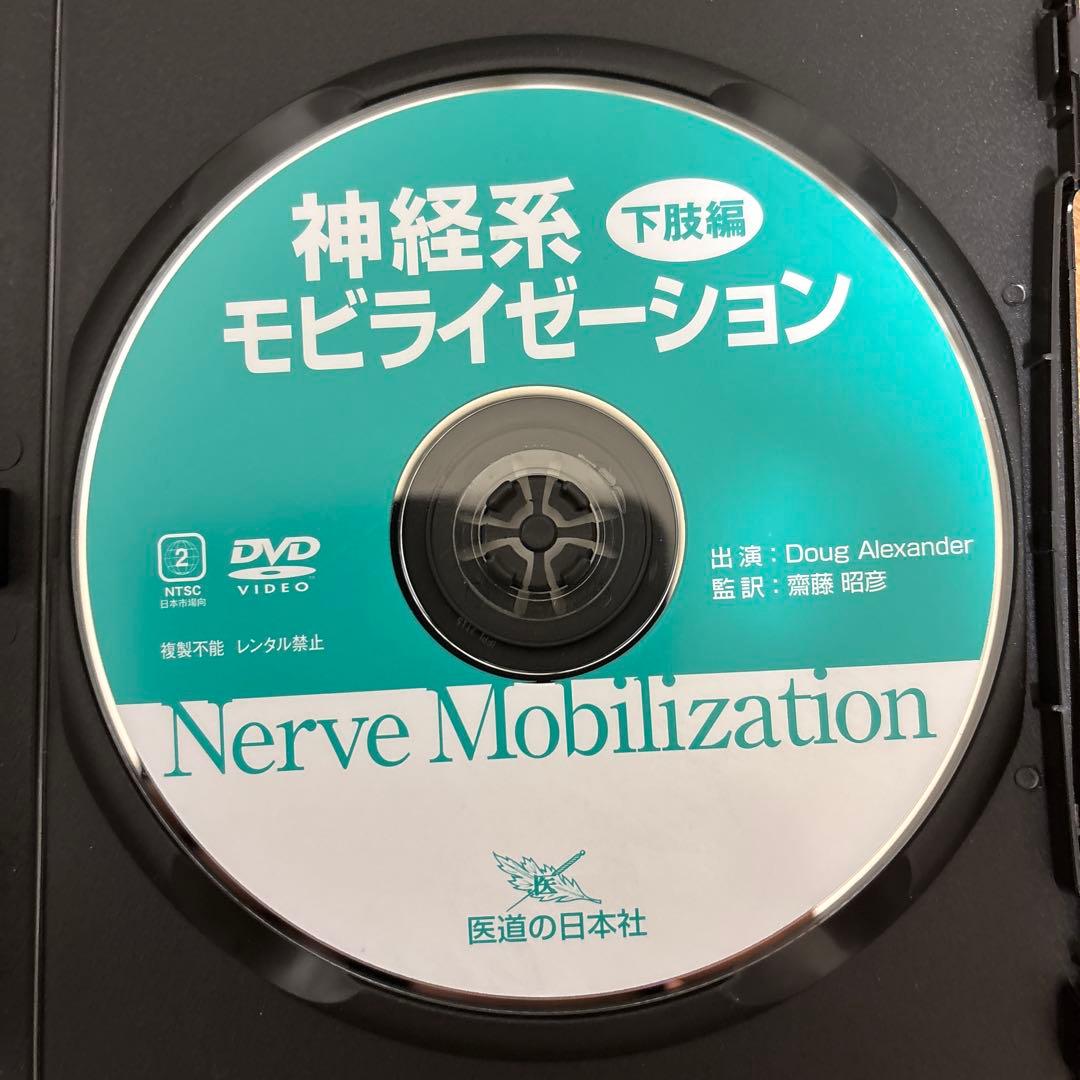 神経系 下肢編
モビライゼーション
2
NTSC
日本市場向
DVD
VIDEO
出演：Doug Alexander
監訳：齋藤 昭彦
複製不能 レンタル禁止
Nerve Mobilization
医
医道の日本社